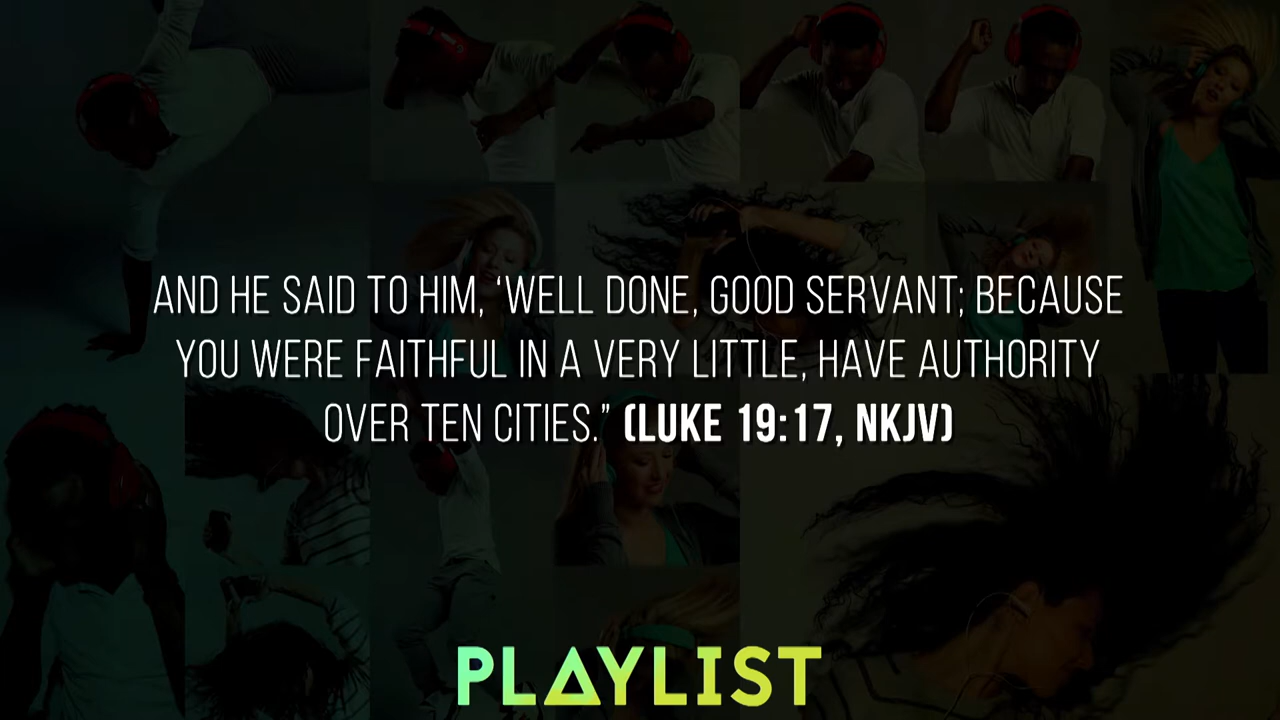 AND HE SAID TO HIM, ‘WELL DONE, GOOD SERVANT; BECAUSE
YOU WERE FAITHFUL IN A VERY LITTLE, HAVE AUTHORITY
OVER TEN CITIES.” (LUKE 19:17, NKJV)
PLAYLIST